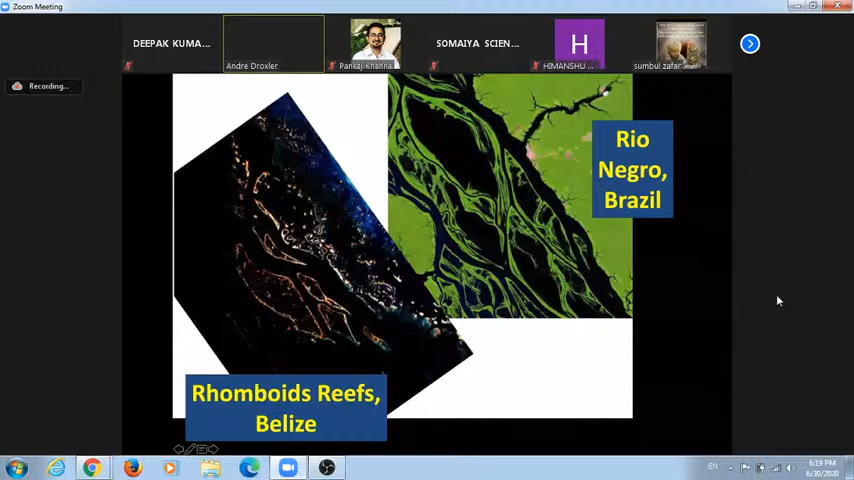 Zoom Meeting
DEEPAK KUMA...
Andre Droxler
Pankaj Khanna
SOMAIYA SCIEN...
H
HIMANSHU ...
sumbul zafar
Recording...
Rio
Negro,
Brazil
Rhomboids Reefs,
Belize
EN
6:19 PM
6/30/2020